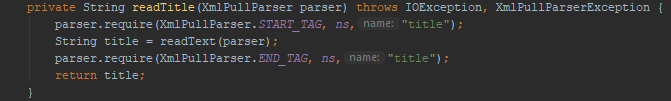 private String readTitle(XmlPullParser parser) throws IOException, XmlPullParserException {
parser.require(XmlPullParser.START_TAG, ns, name: "title");
String title = readText(parser);
parser.require(XmlPullParser.END_TAG, ns, name: "title");
return title;
}